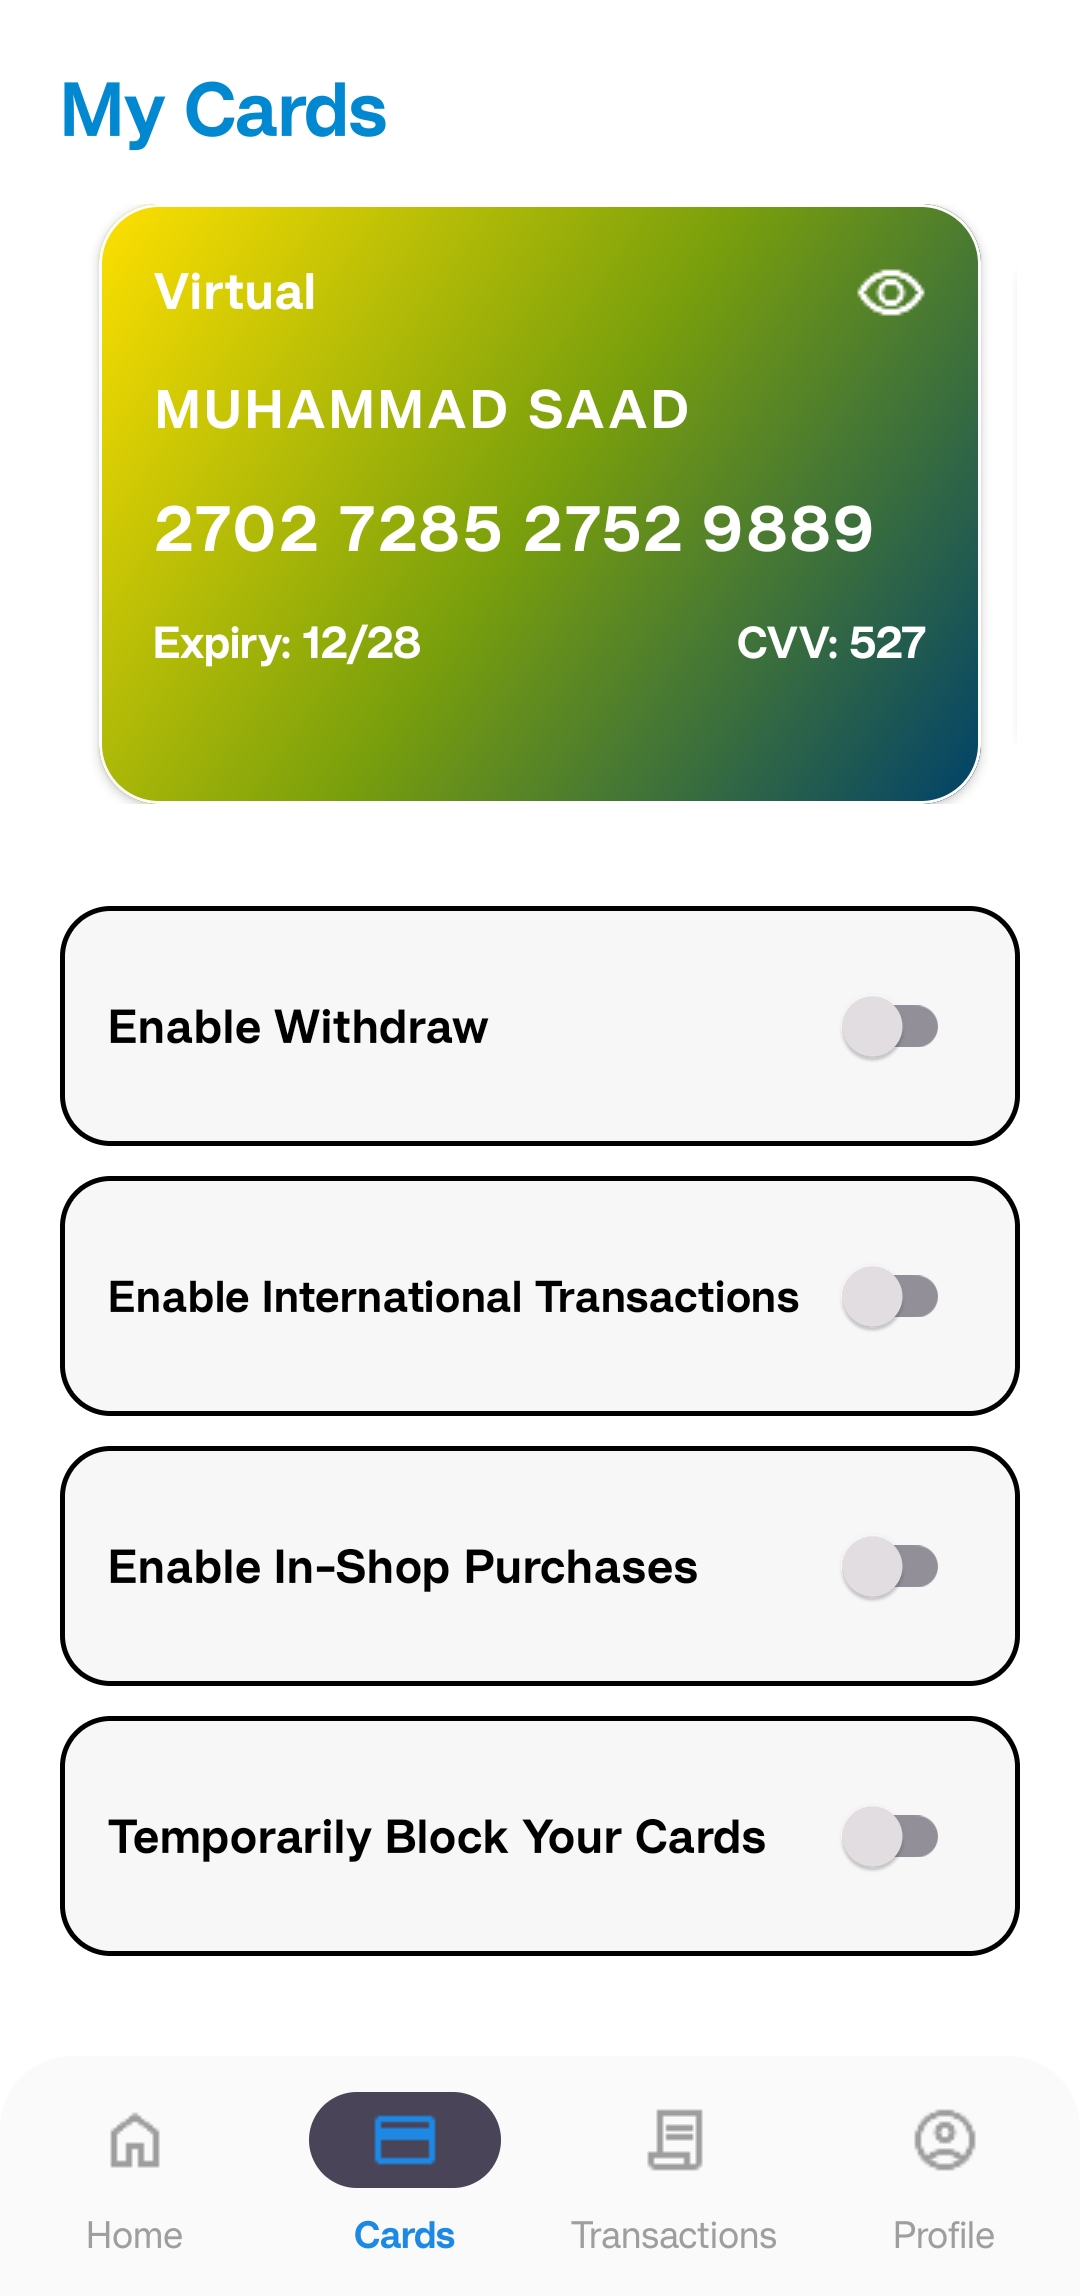 My Cards
Virtual
MUHAMMAD SAAD
2702 7285 2752 9889
Expiry: 12/28 CVV: 527
Enable Withdraw
Enable International Transactions
Enable In-Shop Purchases
Temporarily Block Your Cards
Home Cards Transactions Profile